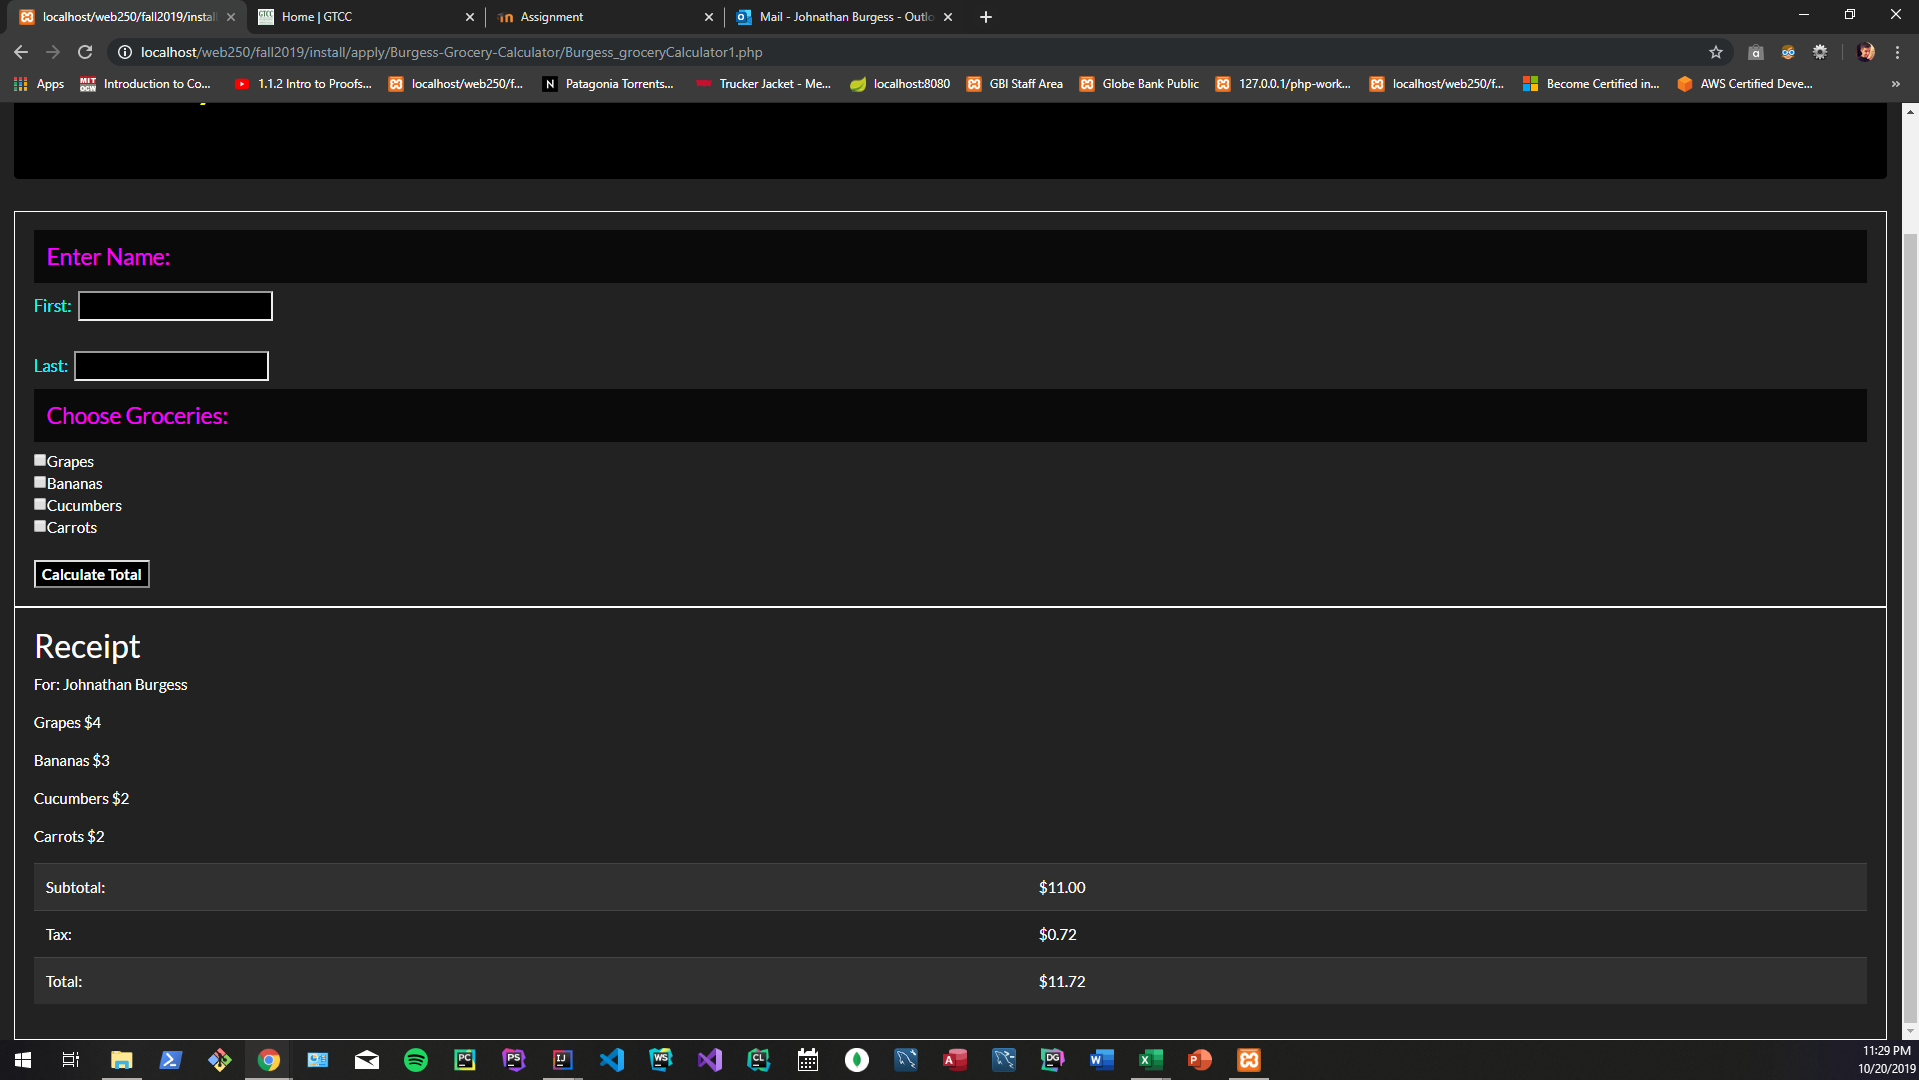 localhost/web250/fall2019/install
Home | GTCC
Assignment
Mail - Johnathan Burgess - Outlo
localhost/web250/fall2019/install/apply/Burgess-Grocery-Calculator/Burgess_groceryCalculator1.php
Apps
Introduction to Co...
1.1.2 Intro to Proofs...
localhost/web250/f...
Patagonia Torrents...
Trucker Jacket - Me...
localhost:8080
GBI Staff Area
Globe Bank Public
127.0.0.1/php-work...
localhost/web250/f...
Become Certified in...
AWS Certified Deve...
»
Enter Name:
First:
Last:
Choose Groceries:
Grapes
Bananas
Cucumbers
Carrots
Calculate Total
Receipt
For: Johnathan Burgess
Grapes $4
Bananas $3
Cucumbers $2
Carrots $2
Subtotal: $11.00
Tax: $0.72
Total: $11.72
11:29 PM
10/20/2019